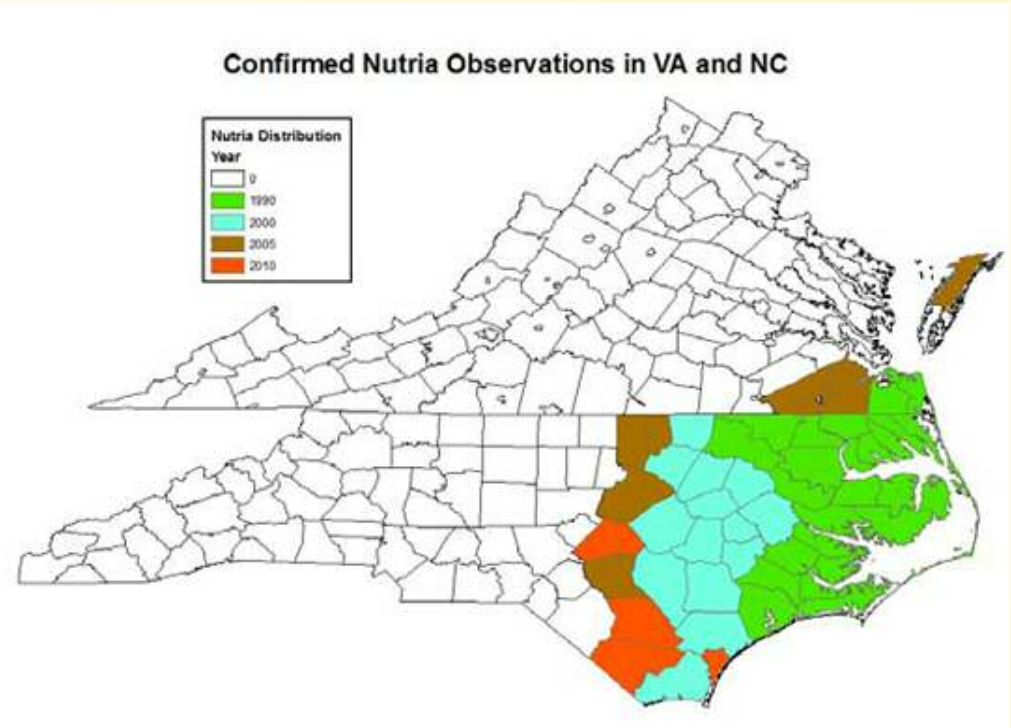 Confirmed Nutria Observations in VA and NC
Nutria Distribution
Year
0
1990
2000
2005
2010